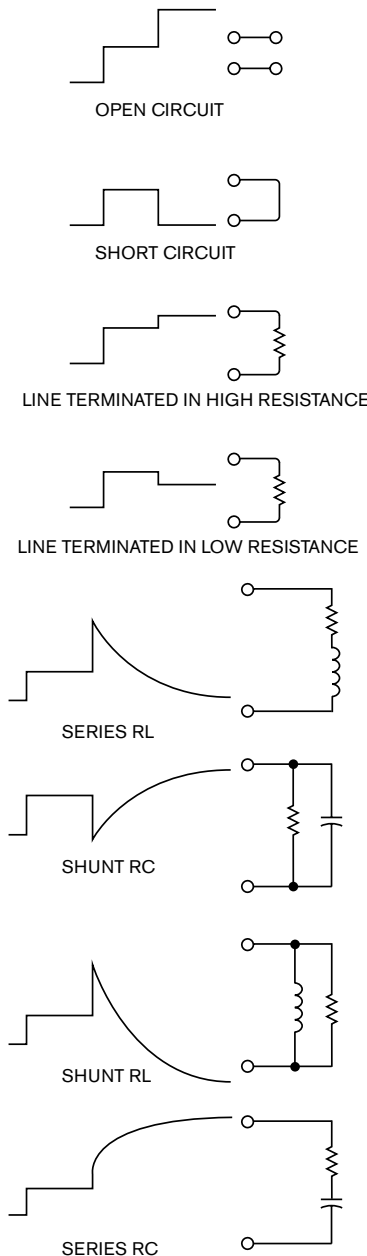 OPEN CIRCUIT
SHORT CIRCUIT
LINE TERMINATED IN HIGH RESISTANCE
LINE TERMINATED IN LOW RESISTANCE
SERIES RL
SHUNT RC
SHUNT RL
SERIES RC